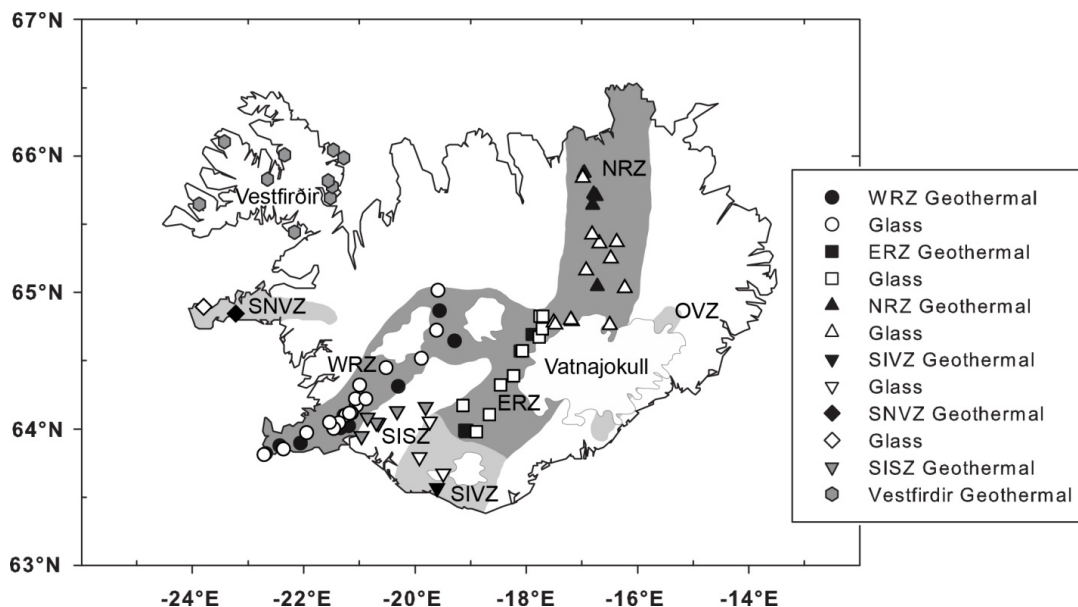 67°N
66°N
65°N
64°N
63°N
-24°E
-22°E
-20°E
-18°E
-16°E
-14°E
NRZ
Vestfirðir
SNVZ
OVZ
WRZ
Vatnajokull
ERZ
SISZ
SIVZ
WRZ Geothermal
Glass
ERZ Geothermal
Glass
NRZ Geothermal
Glass
SIVZ Geothermal
Glass
SNVZ Geothermal
Glass
SISZ Geothermal
Vestfirdir Geothermal